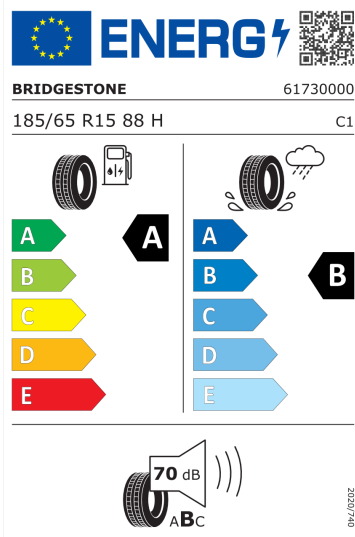 ENERG
BRIDGESTONE 61730000
185/65 R15 88 H C1
A A
B
C
D
E
A
B B
C
D
E
70 dB
ABC
2020/740